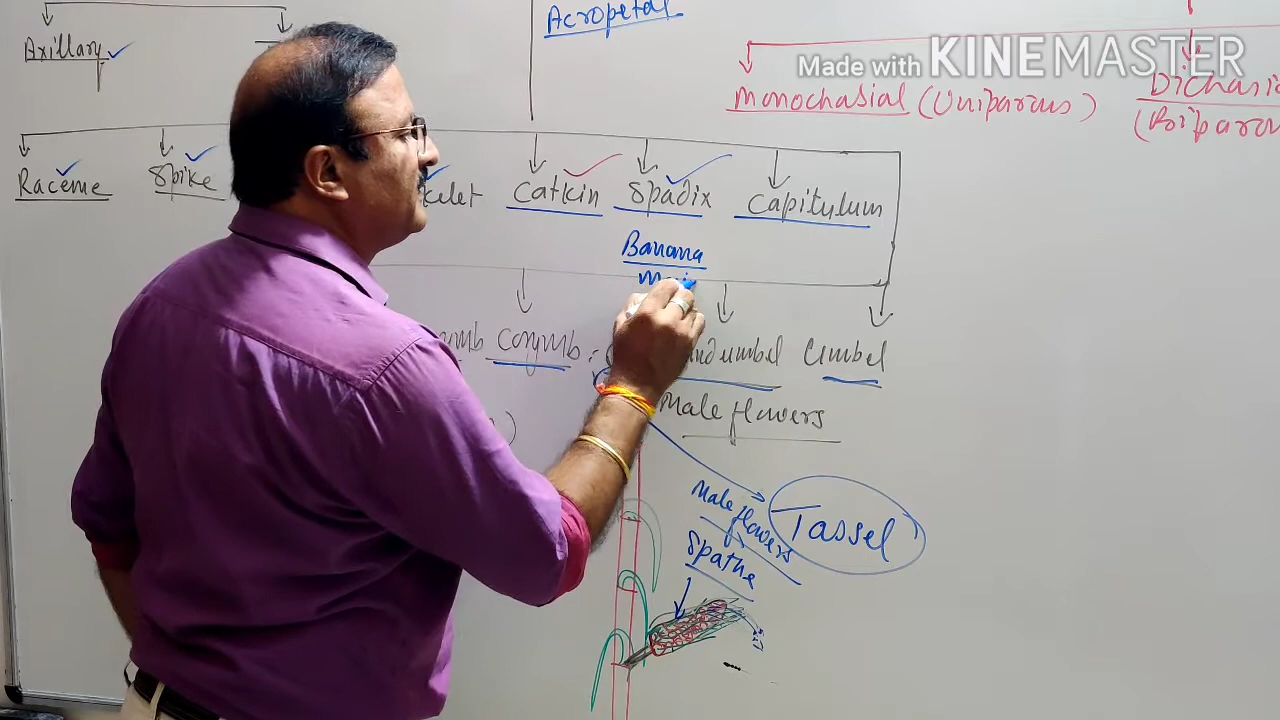 Acropetal
Made with KINEMASTER
Axillary
Monochasial (Uniparous)
Raceme
Spike
Catkin
Spadix
Capitulum
Banana
Corymb
Umbel
Male flowers
Male flowers
Tassel
Spathe